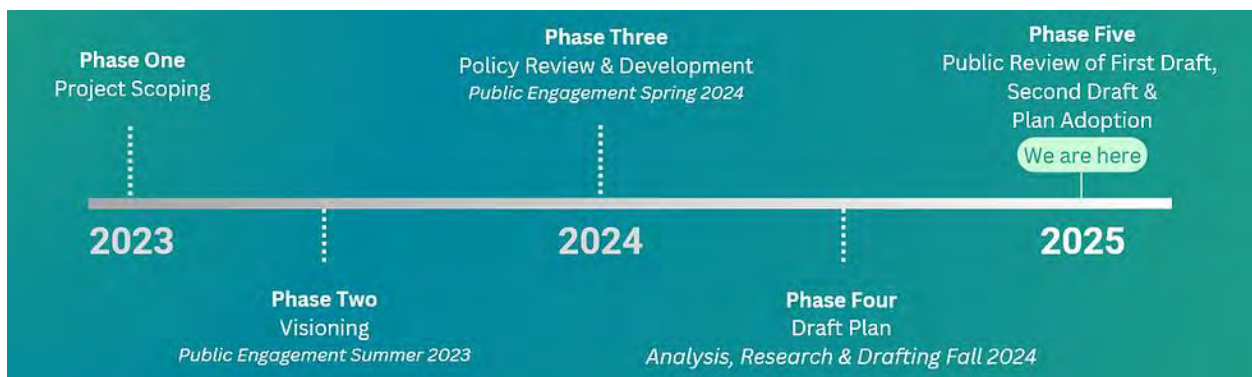 Phase One
Project Scoping
Phase Three
Policy Review & Development
Public Engagement Spring 2024
Phase Five
Public Review of First Draft,
Second Draft &
Plan Adoption
We are here
2023
2024
2025
Phase Two
Visioning
Public Engagement Summer 2023
Phase Four
Draft Plan
Analysis, Research & Drafting Fall 2024